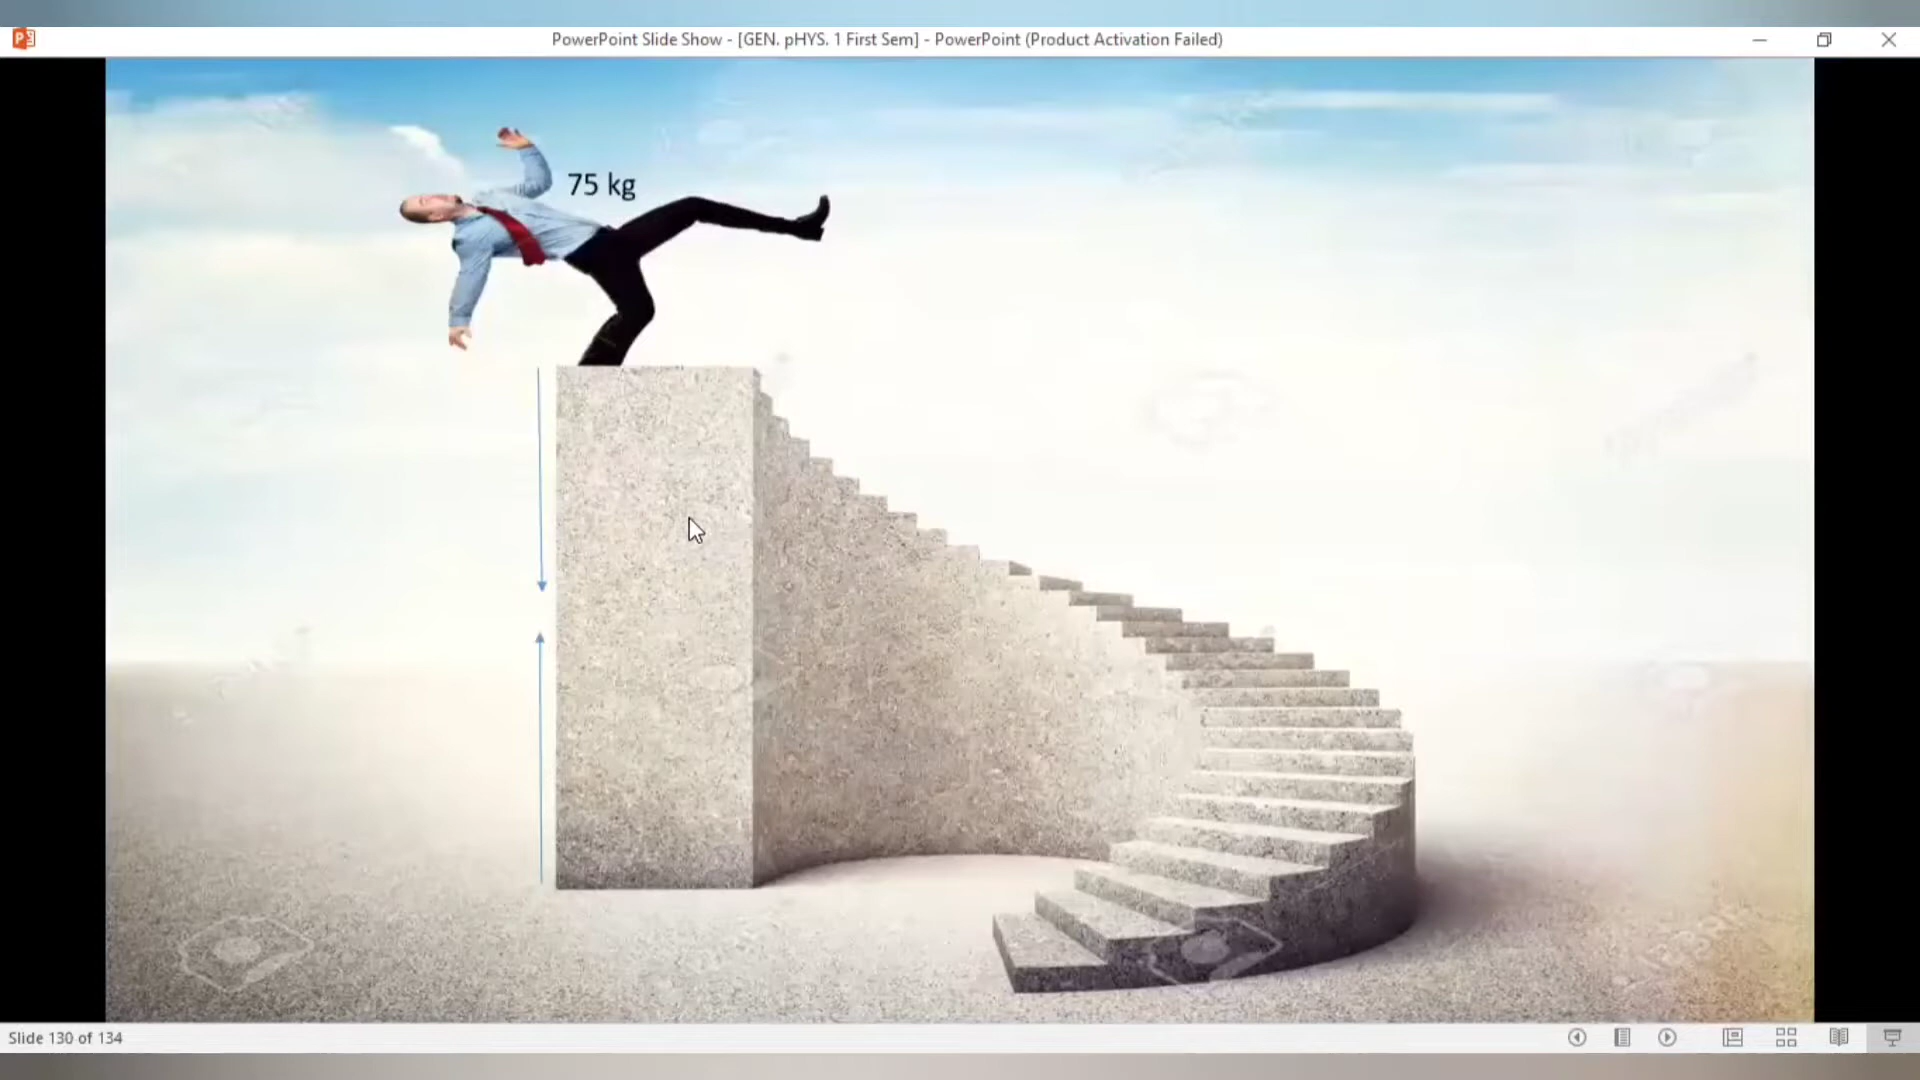 PowerPoint Slide Show - [GEN. pHYS. 1 First Sem] - PowerPoint (Product Activation Failed)
75 kg
Slide 130 of 134